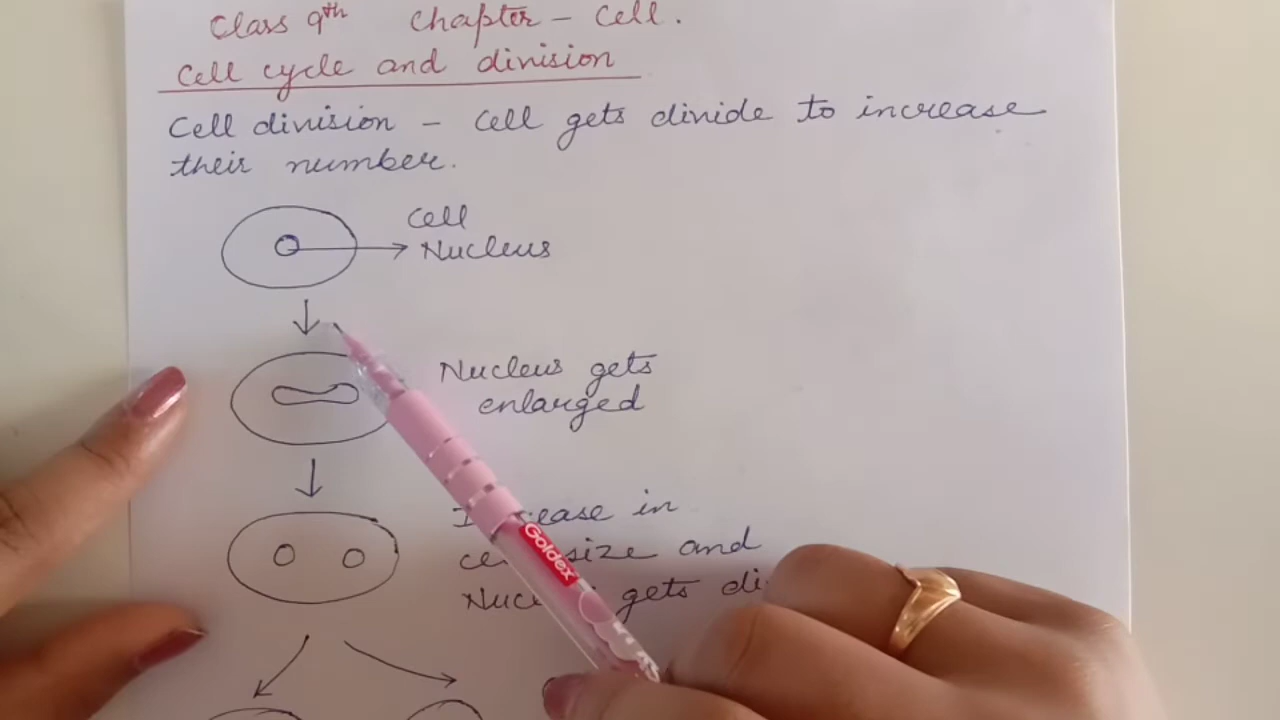 Class 9th Chapter - Cell.
Cell cycle and division
Cell division - Cell gets divide to increase
their number.
Cell
Nucleus
Nucleus gets
enlarged
in
size and
gets
Goldex